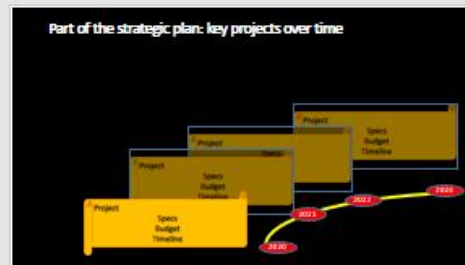 Part of the strategic plan: key projects over time
Project
Specs
Budget
Timeline
Project
Specs
Project
Specs
Budget
Timeline
Project
Specs
Budget
Timeline
2020
2021
2022